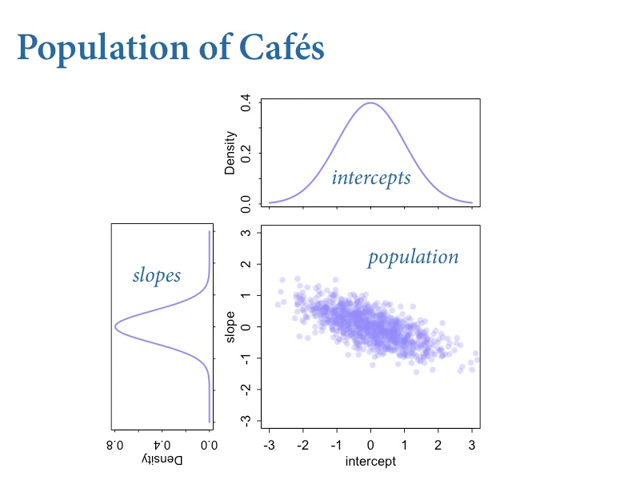 Population of Cafés
0.4
0.2
0.0
Density
intercepts
slopes
0.8
0.4
0.0
Density
population
3
2
1
0
-1
-2
-3
slope
-3 -2 -1 0 1 2 3
intercept